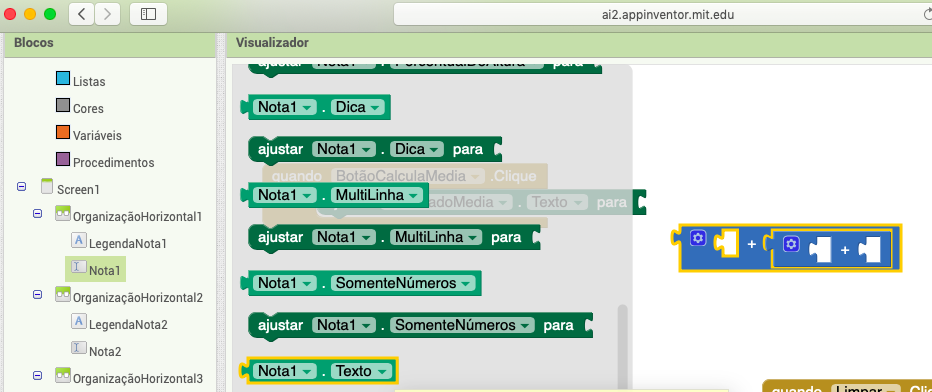 ai2.appinventor.mit.edu
Blocos
Visualizador
Listas
Cores
Variáveis
Procedimentos
Screen1
OrganizaçãoHorizontal1
LegendaNota1
Nota1
OrganizaçãoHorizontal2
LegendaNota2
Nota2
OrganizaçãoHorizontal3
ajustar Nota1 . PercentualDeAltura para
Nota1 . Dica
ajustar Nota1 . Dica para
quando BotãoCalculaMedia .Clique
Nota1 . MultiLinha
adoMedia . Texto para
ajustar Nota1 . MultiLinha para
Nota1 . SomenteNúmeros
ajustar Nota1 . SomenteNúmeros para
Nota1 . Texto
+ +
quando Limpar .Cli